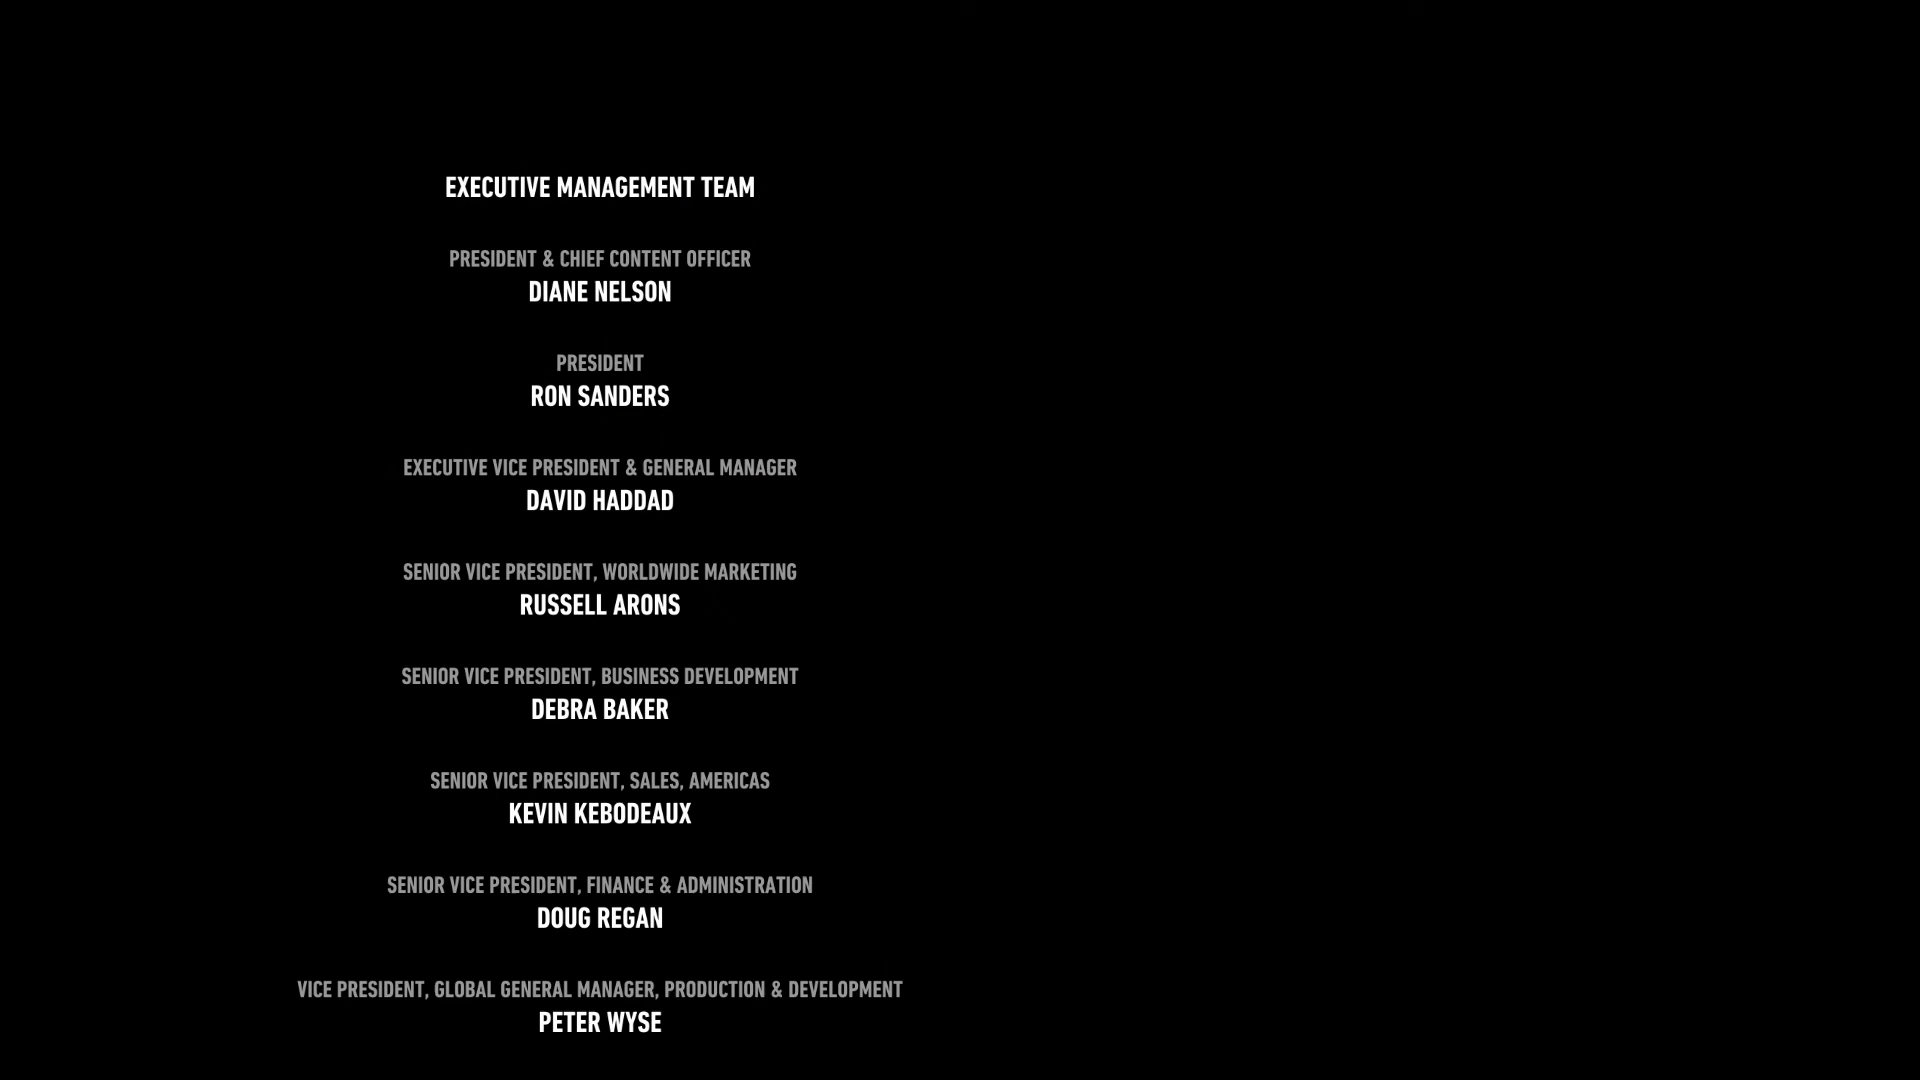 EXECUTIVE MANAGEMENT TEAM
PRESIDENT & CHIEF CONTENT OFFICER
DIANE NELSON
PRESIDENT
RON SANDERS
EXECUTIVE VICE PRESIDENT & GENERAL MANAGER
DAVID HADDAD
SENIOR VICE PRESIDENT, WORLDWIDE MARKETING
RUSSELL ARONS
SENIOR VICE PRESIDENT, BUSINESS DEVELOPMENT
DEBRA BAKER
SENIOR VICE PRESIDENT, SALES, AMERICAS
KEVIN KEBODEAUX
SENIOR VICE PRESIDENT, FINANCE & ADMINISTRATION
DOUG REGAN
VICE PRESIDENT, GLOBAL GENERAL MANAGER, PRODUCTION & DEVELOPMENT
PETER WYSE